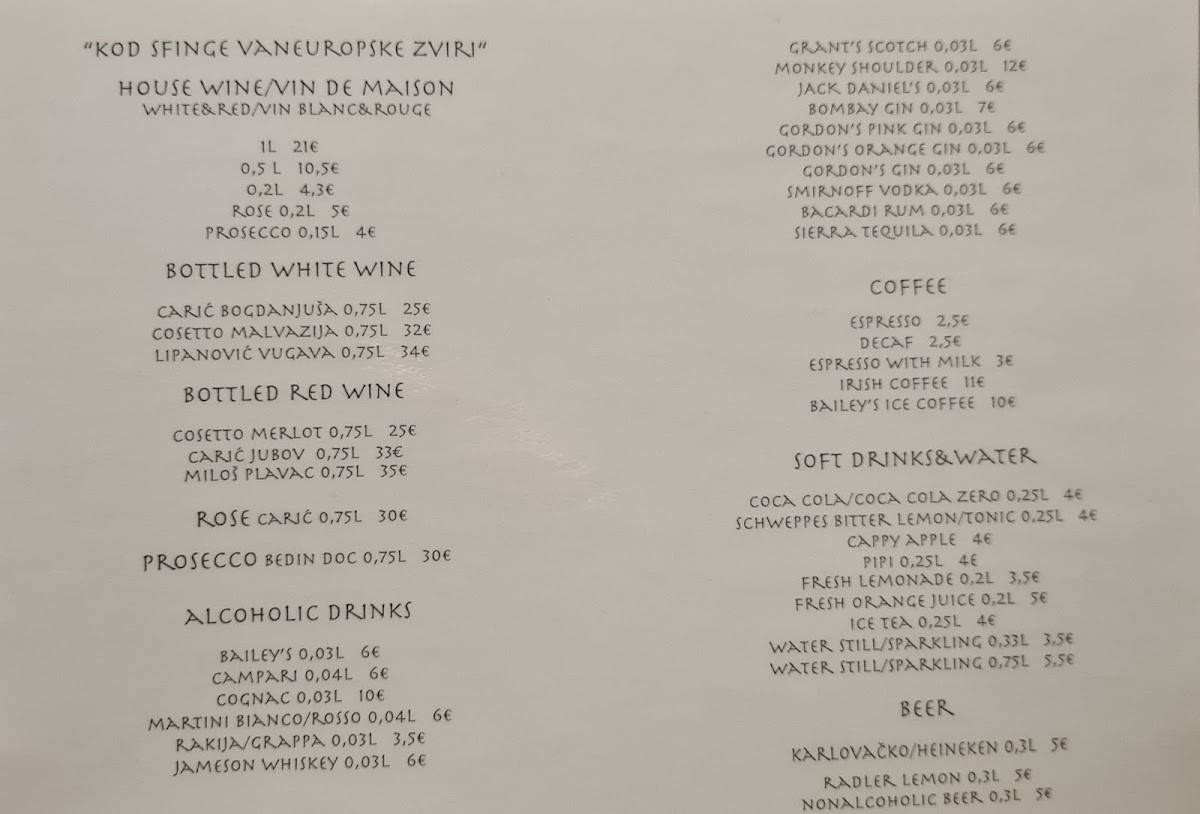 "KOD SFINGE VANEUROPSKE ZVIRI"
HOUSE WINE/VIN DE MAISON
WHITE&RED/VIN BLANC&ROUGE
1L 21€
0,5 L 10,5€
0,2L 4,3€
ROSE 0,2L 5€
PROSECCO 0,15L 4€
BOTTLED WHITE WINE
CARIĆ BOGDANJUŠA 0,75L 25€
COSETTO MALVAZIJA 0,75L 32€
LIPANOVIĆ VUGAVA 0,75L 34€
BOTTLED RED WINE
COSETTO MERLOT 0,75L 25€
CARIĆ JUBOV 0,75L 33€
MILOŠ PLAVAC 0,75L 35€
ROSE CARIĆ 0,75L 30€
PROSECCO BEDIN DOC 0,75L 30€
ALCOHOLIC DRINKS
BAILEY'S 0,03L 6€
CAMPARI 0,04L 6€
COGNAC 0,03L 10€
MARTINI BIANCO/ROSSO 0,04L 6€
RAKIJA/GRAPPA 0,03L 3,5€
JAMESON WHISKEY 0,03L 6€
GRANT'S SCOTCH 0,03L 6€
MONKEY SHOULDER 0,03L 12€
JACK DANIEL'S 0,03L 6€
BOMBAY GIN 0,03L 7€
GORDON'S PINK GIN 0,03L 6€
GORDON'S ORANGE GIN 0,03L 6€
GORDON'S GIN 0,03L 6€
SMIRNOFF VODKA 0,03L 6€
BACARDI RUM 0,03L 6€
SIERRA TEQUILA 0,03L 6€
COFFEE
ESPRESSO 2,5€
DECAF 2,5€
ESPRESSO WITH MILK 3€
IRISH COFFEE 11€
BAILEY'S ICE COFFEE 10€
SOFT DRINKS&WATER
COCA COLA/COCA COLA ZERO 0,25L 4€
SCHWEPPES BITTER LEMON/TONIC 0,25L 4€
CAPPY APPLE 4€
PIPI 0,25L 4€
FRESH LEMONADE 0,2L 3,5€
FRESH ORANGE JUICE 0,2L 5€
ICE TEA 0,25L 4€
WATER STILL/SPARKLING 0,33L 3,5€
WATER STILL/SPARKLING 0,75L 5,5€
BEER
KARLOVAČKO/HEINEKEN 0,3L 5€
RADLER LEMON 0,3L 5€
NONALCOHOLIC BEER 0,3L 5€